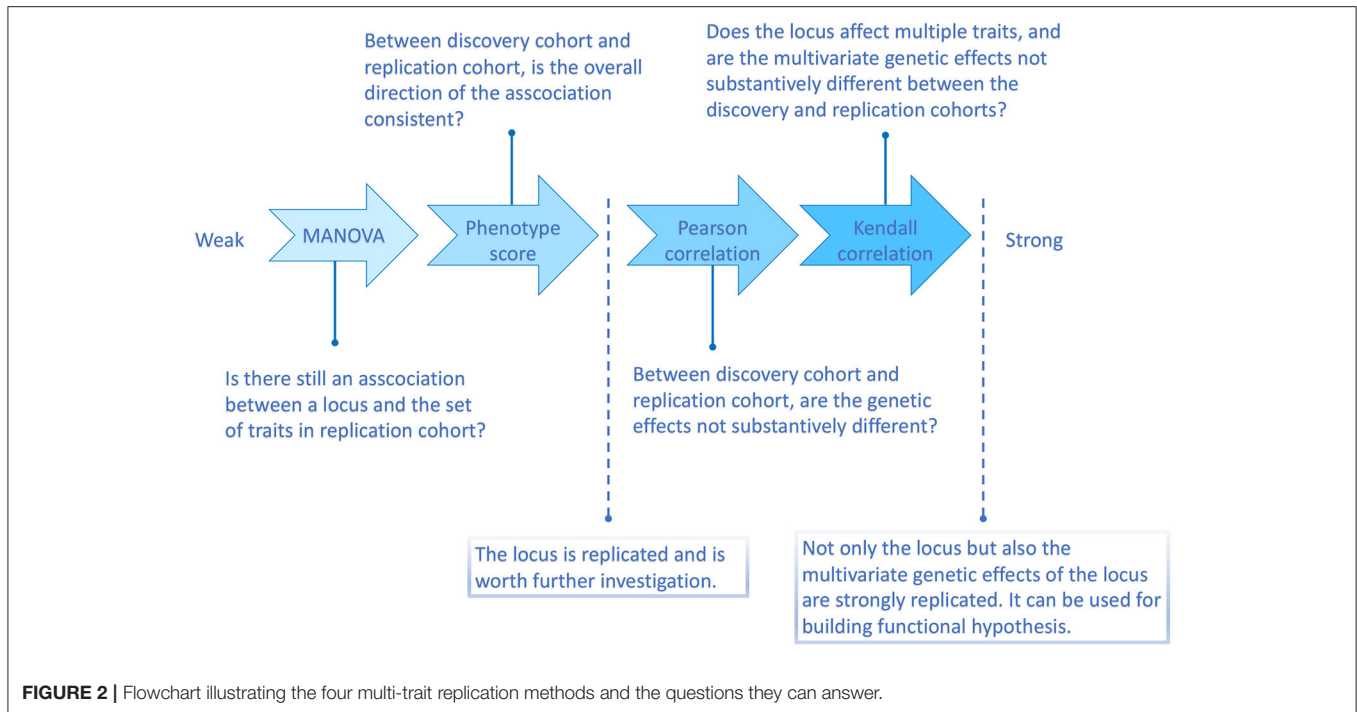 Between discovery cohort and
replication cohort, is the overall
direction of the asscociation
consistent?
Does the locus affect multiple traits, and
are the multivariate genetic effects not
substantively different between the
discovery and replication cohorts?
Weak
MANOVA
Phenotype
score
Pearson
correlation
Kendall
correlation
Strong
Is there still an asscociation
between a locus and the set
of traits in replication cohort?
Between discovery cohort and
replication cohort, are the genetic
effects not substantively different?
The locus is replicated and is
worth further investigation.
Not only the locus but also the
multivariate genetic effects of the locus
are strongly replicated. It can be used for
building functional hypothesis.
FIGURE 2 | Flowchart illustrating the four multi-trait replication methods and the questions they can answer.